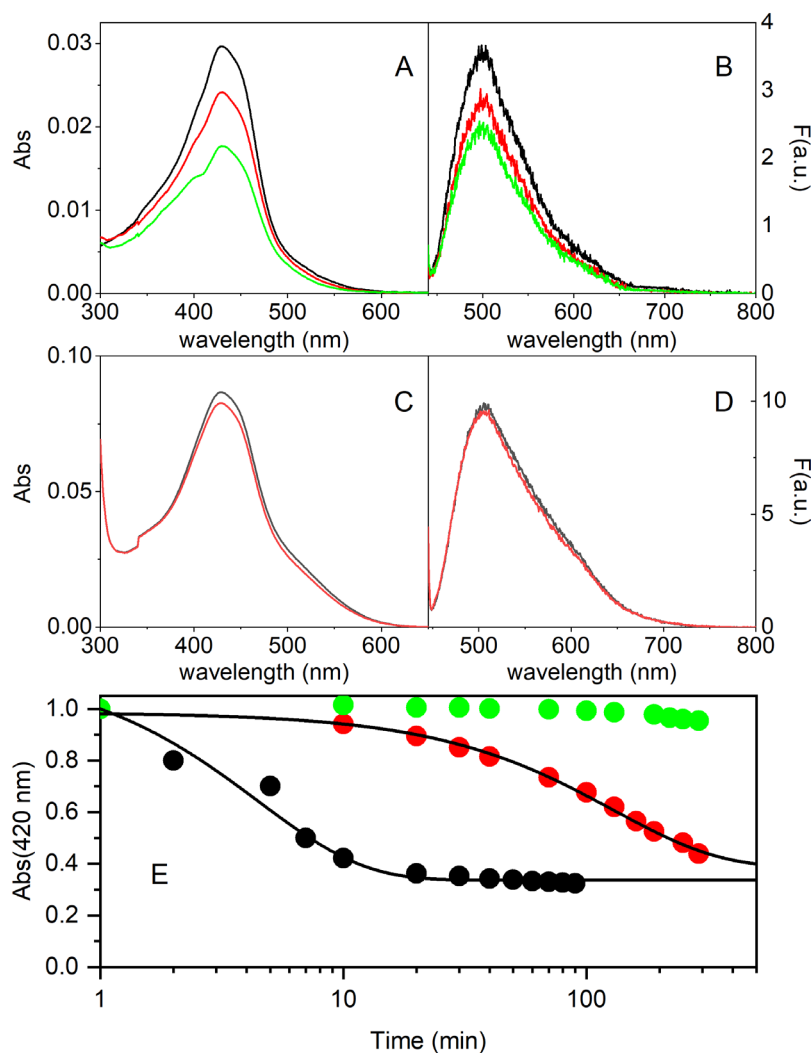 0.03
0.02
0.01
0.00
Abs
A
300 400 500 600
wavelength (nm)
B
4
3
2
1
0
F(a.u.)
500 600 700 800
wavelength (nm)
0.10
0.05
0.00
Abs
C
300 400 500 600
wavelength (nm)
D
10
5
0
F(a.u.)
500 600 700 800
wavelength (nm)
1.0
0.8
0.6
0.4
0.2
0.0
Abs(420 nm)
E
1 10 100
Time (min)